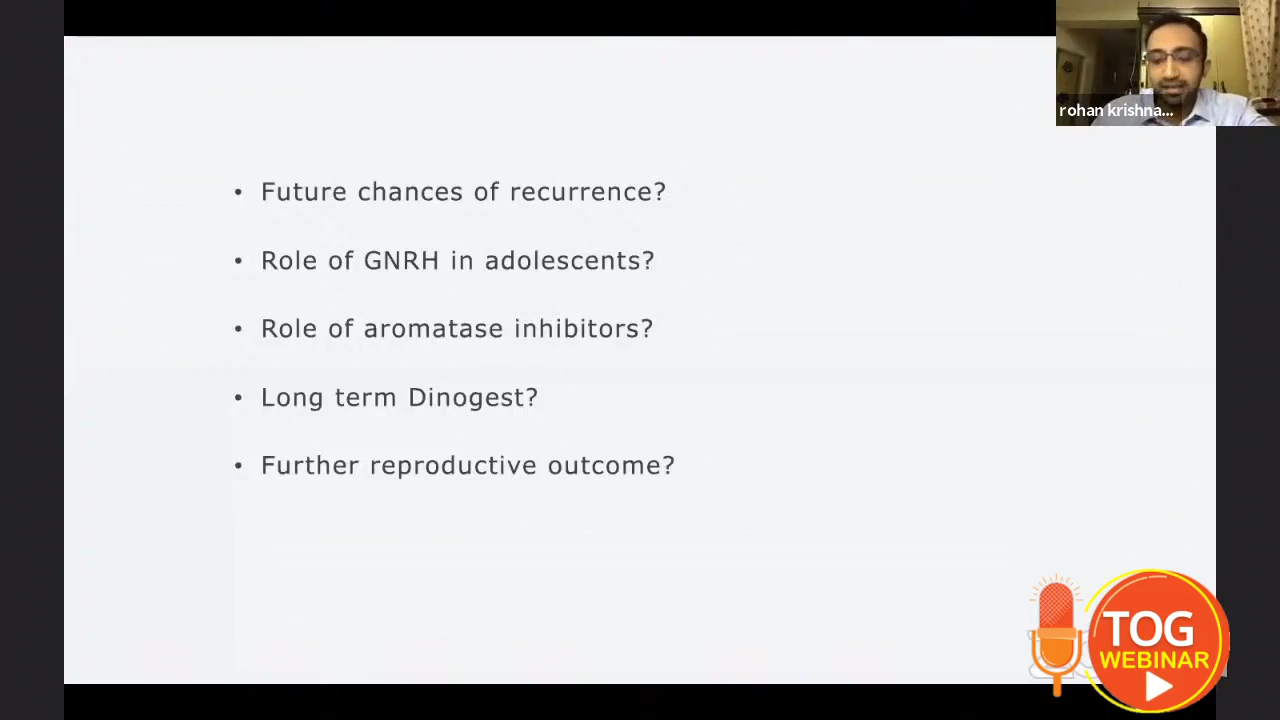 rohan krishna...
• Future chances of recurrence?
• Role of GNRH in adolescents?
• Role of aromatase inhibitors?
• Long term Dinogest?
• Further reproductive outcome?
TOG
WEBINAR